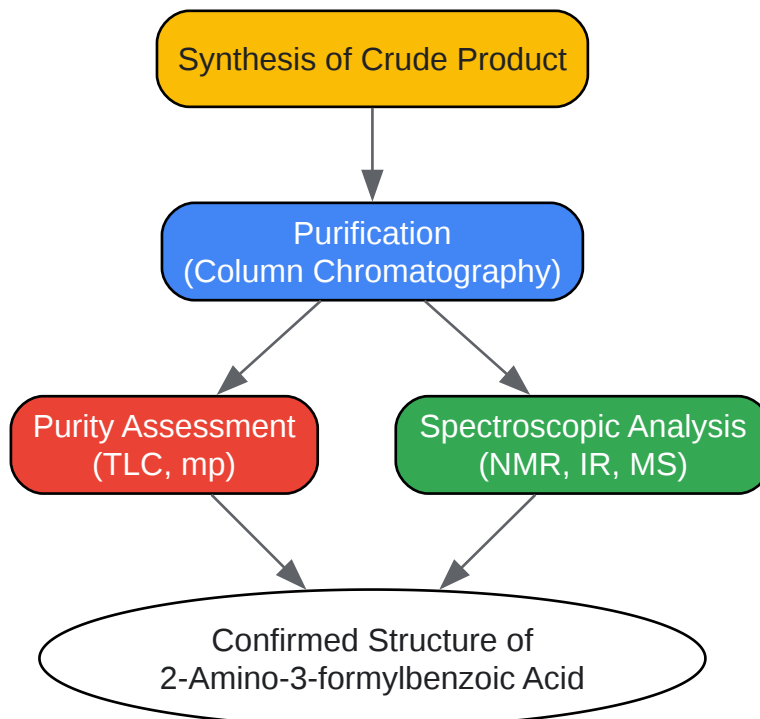 Synthesis of Crude Product
Purification
(Column Chromatography)
Purity Assessment
(TLC, mp)
Spectroscopic Analysis
(NMR, IR, MS)
Confirmed Structure of
2-Amino-3-formylbenzoic Acid